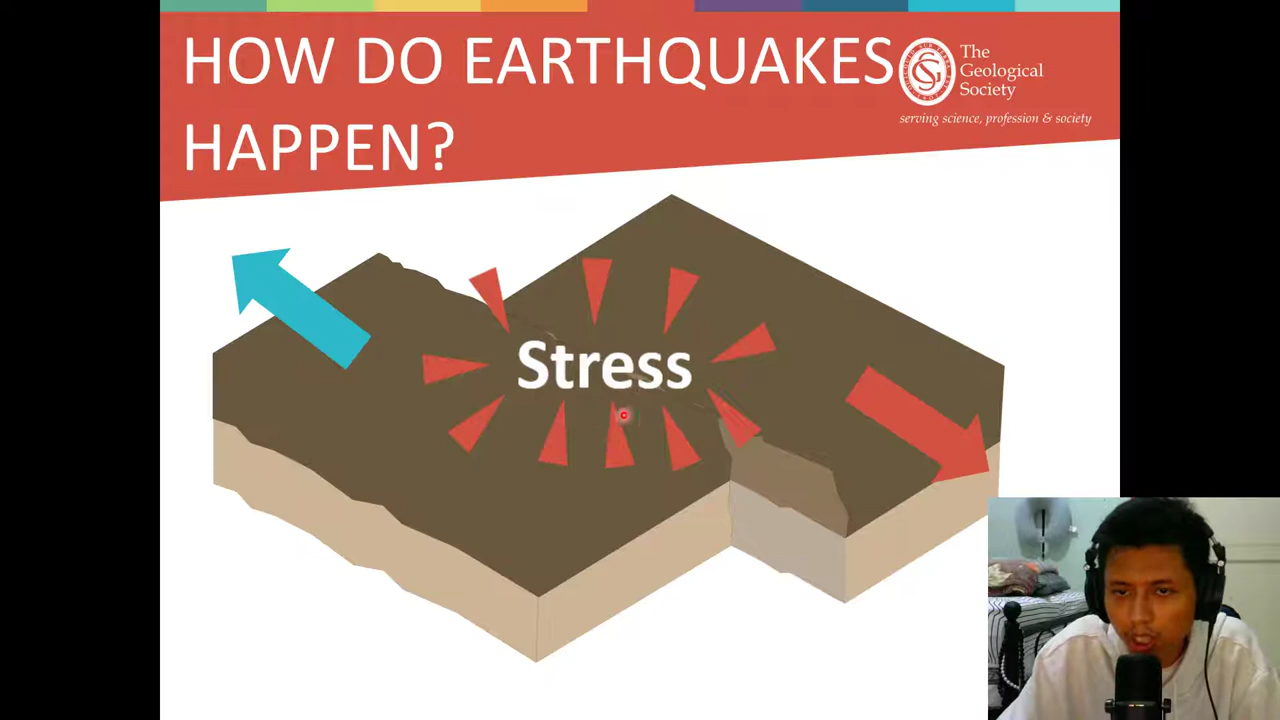 HOW DO EARTHQUAKES
HAPPEN?
The
Geological
Society
serving science, profession & society
Stress